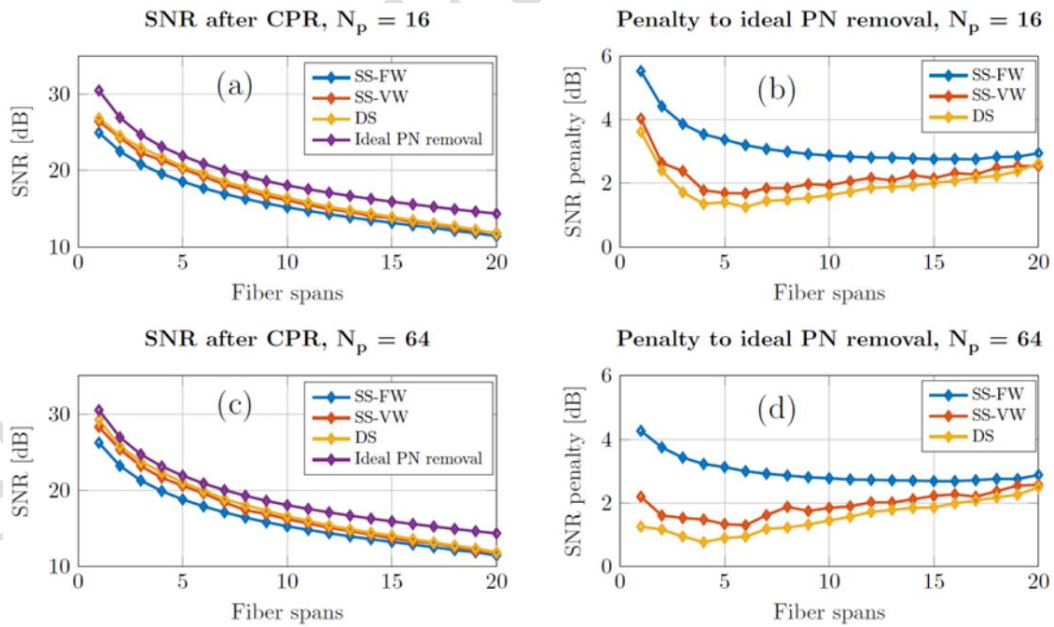 SNR after CPR, Np = 16
SNR [dB]
30
20
10
0
5
10
15
20
Fiber spans
(a)
SS-FW
SS-VW
DS
Ideal PN removal
Penalty to ideal PN removal, Np = 16
SNR penalty [dB]
6
4
2
0
0
5
10
15
20
Fiber spans
(b)
SS-FW
SS-VW
DS
SNR after CPR, Np = 64
SNR [dB]
30
20
10
0
5
10
15
20
Fiber spans
(c)
SS-FW
SS-VW
DS
Ideal PN removal
Penalty to ideal PN removal, Np = 64
SNR penalty [dB]
6
4
2
0
0
5
10
15
20
Fiber spans
(d)
SS-FW
SS-VW
DS